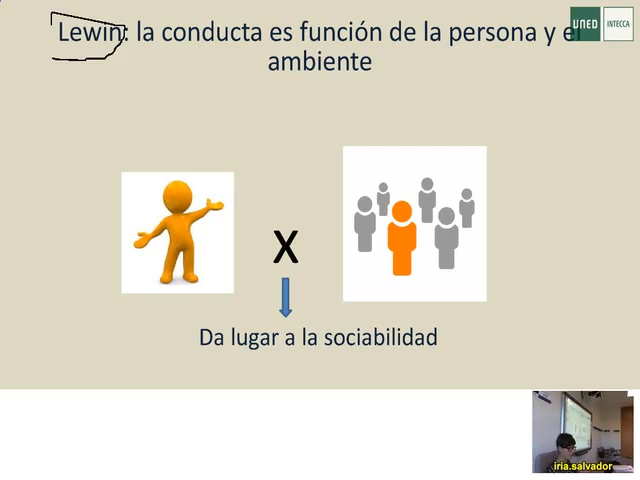 Lewin: la conducta es función de la persona y el
ambiente
UNED
INTECCA
X
Da lugar a la sociabilidad
iria.salvador